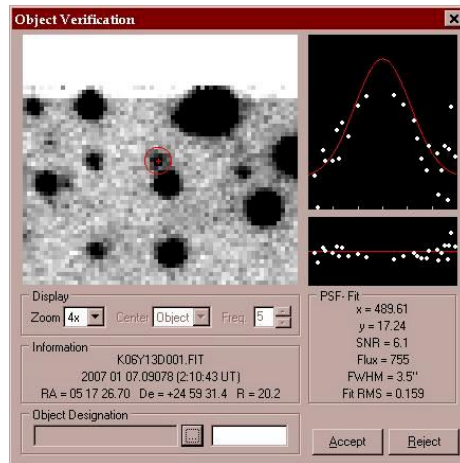 Object Verification
Display
Zoom 4x Center Object Freq. 5
Information
K06Y13D001.FIT
2007 01 07.09078 (2:10:43 UT)
RA = 05 17 26.70 De = +24 59 31.4 R = 20.2
Object Designation
...
PSF- Fit
x = 489.61
y = 17.24
SNR = 6.1
Flux = 755
FWHM = 3.5"
Fit RMS = 0.159
Accept Reject